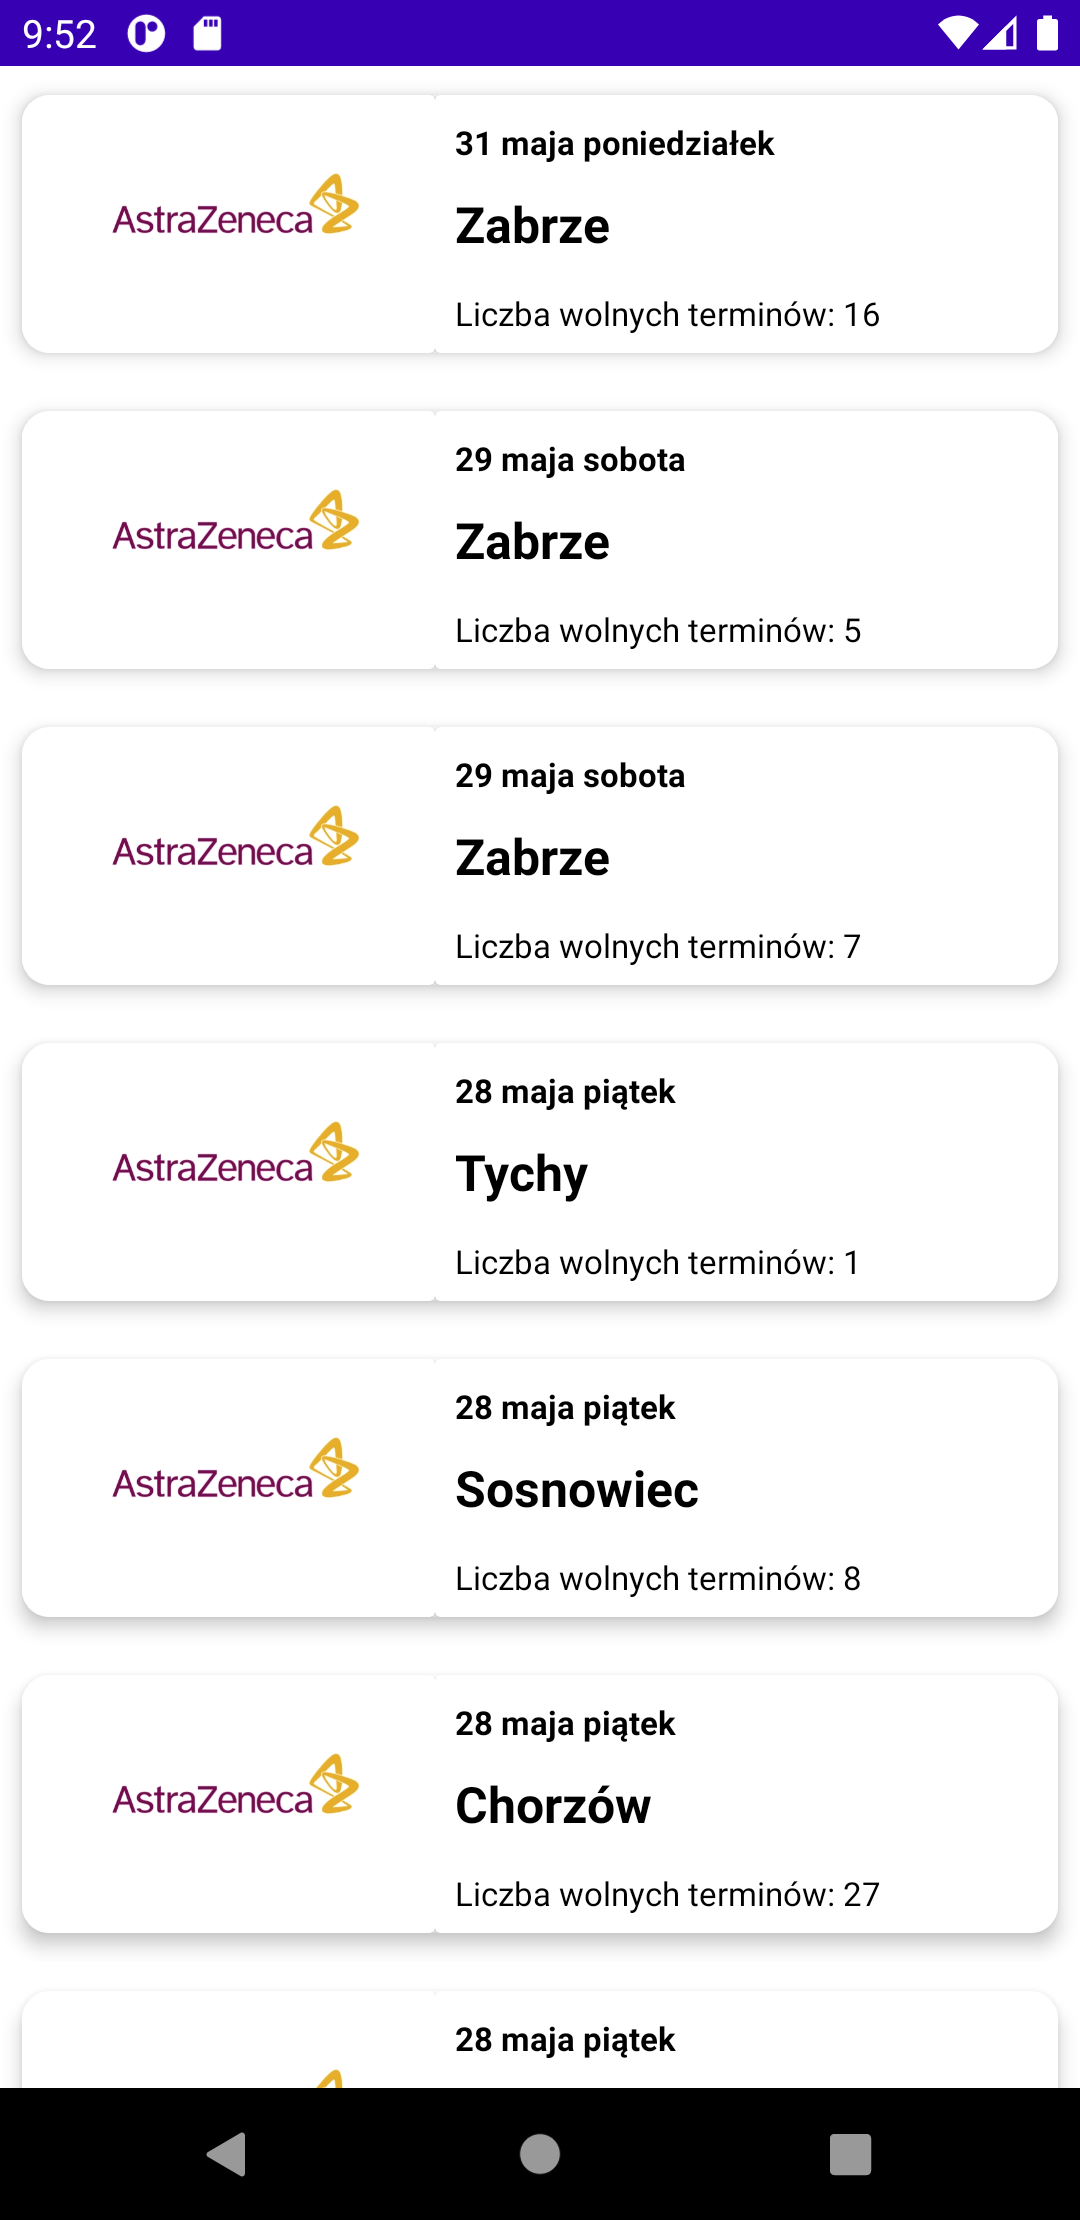 9:52
31 maja poniedziałek
AstraZeneca
Zabrze
Liczba wolnych terminów: 16
29 maja sobota
AstraZeneca
Zabrze
Liczba wolnych terminów: 5
29 maja sobota
AstraZeneca
Zabrze
Liczba wolnych terminów: 7
28 maja piątek
AstraZeneca
Tychy
Liczba wolnych terminów: 1
28 maja piątek
AstraZeneca
Sosnowiec
Liczba wolnych terminów: 8
28 maja piątek
AstraZeneca
Chorzów
Liczba wolnych terminów: 27
28 maja piątek